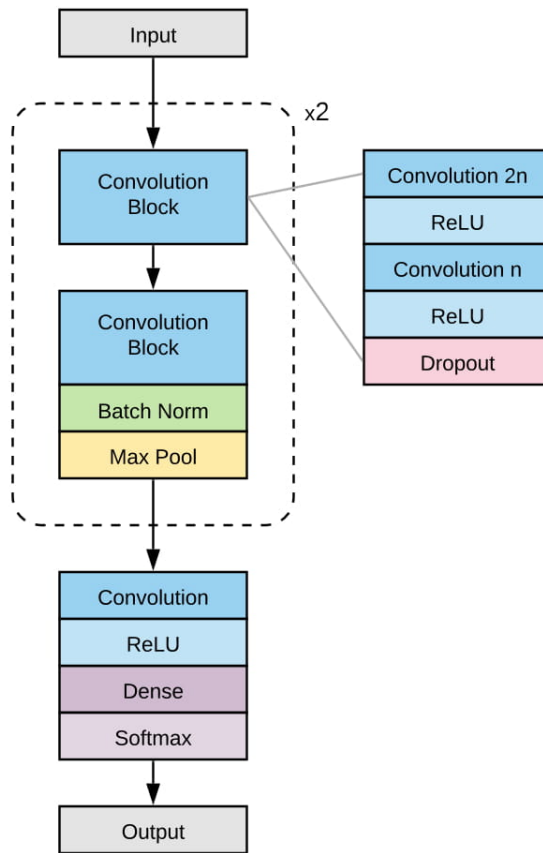 Input
x2
Convolution
Block
Convolution
Block
Batch Norm
Max Pool
Convolution 2n
ReLU
Convolution n
ReLU
Dropout
Convolution
ReLU
Dense
Softmax
Output